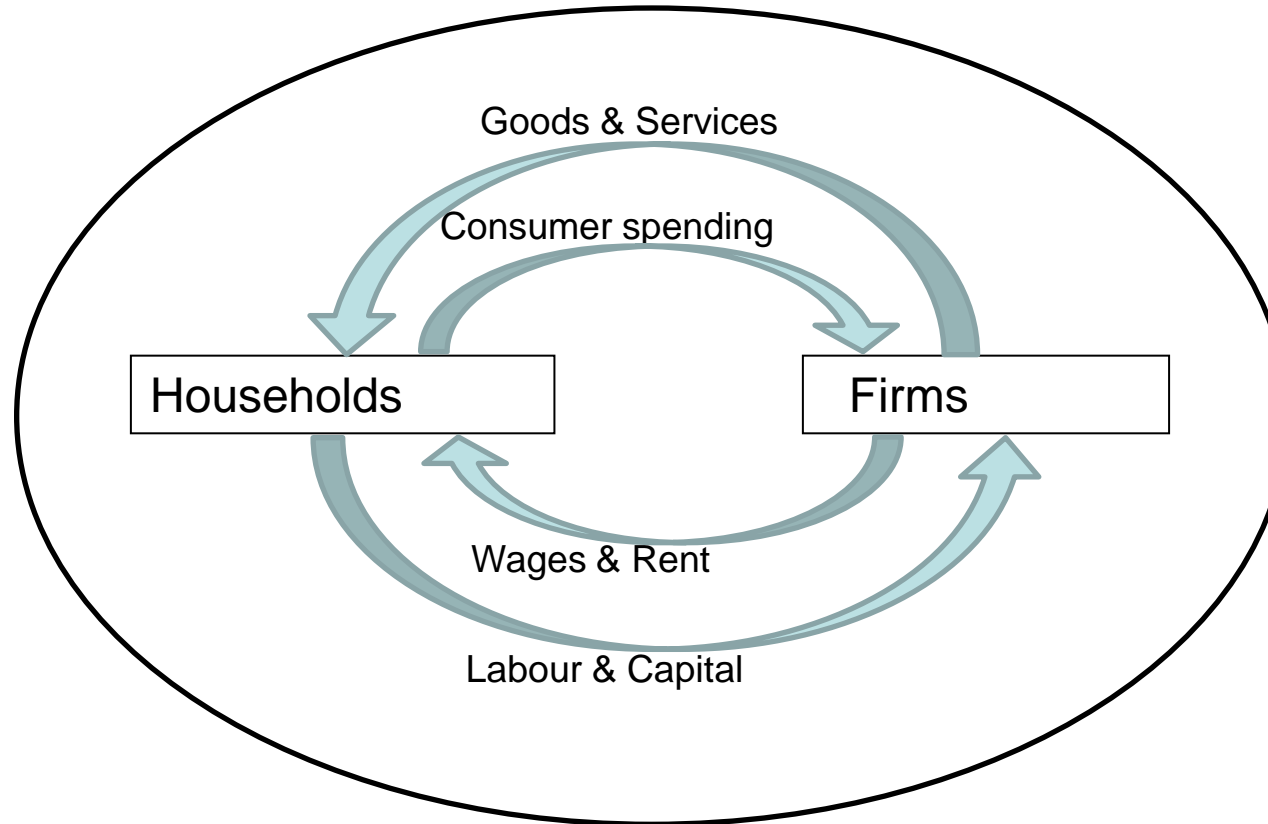 Goods & Services
Consumer spending
Households
Firms
Wages & Rent
Labour & Capital